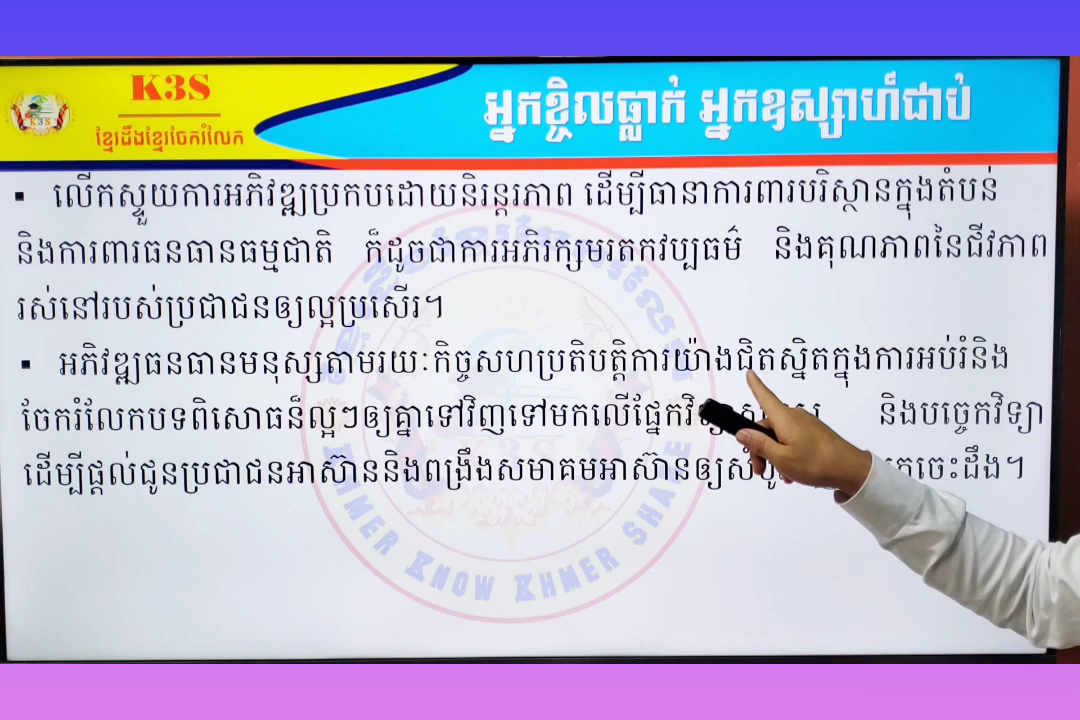 K3S
ខ្មែរដឹងខ្មែរចែករំលែក
អ្នកខ្ជិលធ្លាក់ អ្នកឧស្សាហ៍ជាប់
▪ លើកស្ទួយការអភិវឌ្ឍប្រកបដោយនិរន្តរភាព ដើម្បីធានាការពារបរិស្ថានក្នុងតំបន់
និងការពារធនធានធម្មជាតិ ក៏ដូចជាការអភិរក្សមរតកវប្បធម៌ និងគុណភាពនៃជីវភាព
រស់នៅរបស់ប្រជាជនឲ្យល្អប្រសើរ។
▪ អភិវឌ្ឍធនធានមនុស្សតាមរយៈកិច្ចសហប្រតិបត្តិការយ៉ាងជិតស្និតក្នុងការអប់រំនិង
ចែករំលែកបទពិសោធន៏ល្អៗឲ្យគ្នាទៅវិញទៅមកលើផ្នែក និងបច្ចេកវិទ្យា
ដើម្បីផ្តល់ជូនប្រជាជនអាស៊ាននិងពង្រឹងសមាគមអាស៊ានឲ្យ ចេះដឹង។
KHMER KNOW KHMER SHARE
K3S